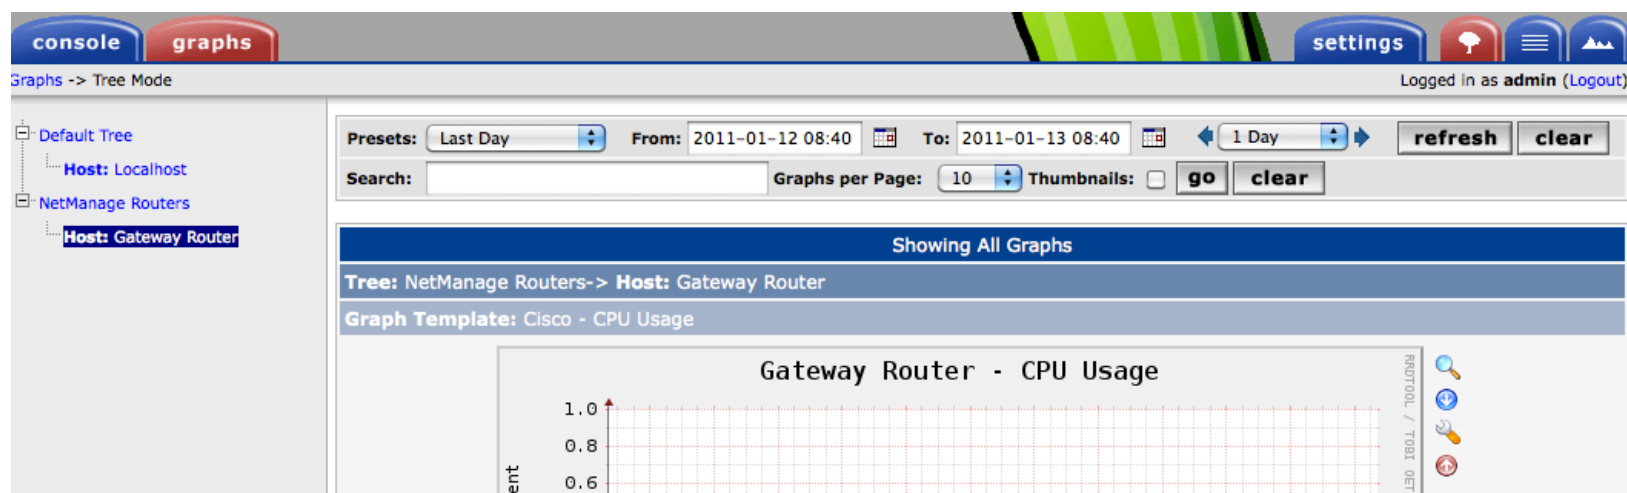 console graphs settings
Graphs -> Tree Mode
Logged in as admin (Logout)
Default Tree
Host: Localhost
NetManage Routers
Host: Gateway Router
Presets: Last Day From: 2011-01-12 08:40 To: 2011-01-13 08:40 1 Day refresh clear
Search: Graphs per Page: 10 Thumbnails: go clear
Showing All Graphs
Tree: NetManage Routers-> Host: Gateway Router
Graph Template: Cisco - CPU Usage
Gateway Router - CPU Usage
1.0
0.8
0.6
RRDTOOL / TOBI OET